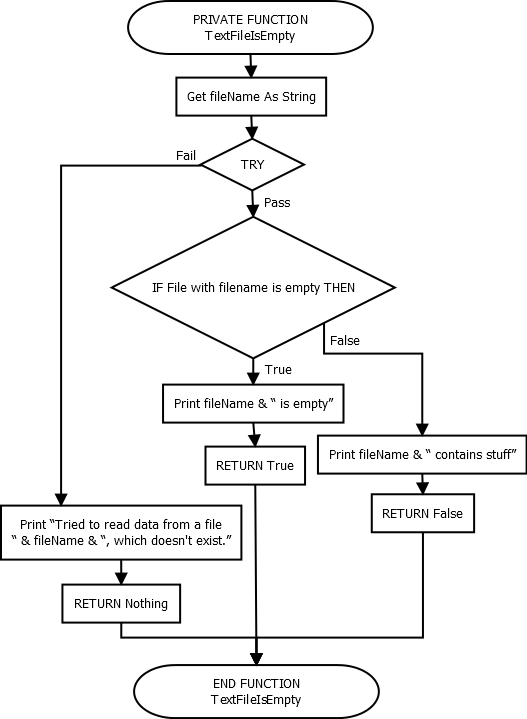 PRIVATE FUNCTION
TextFileIsEmpty
Get fileName As String
TRY
Fail
Pass
IF File with filename is empty THEN
False
True
Print fileName & “ is empty”
RETURN True
Print fileName & “ contains stuff”
RETURN False
Print “Tried to read data from a file
“ & fileName & “, which doesn't exist.”
RETURN Nothing
END FUNCTION
TextFileIsEmpty